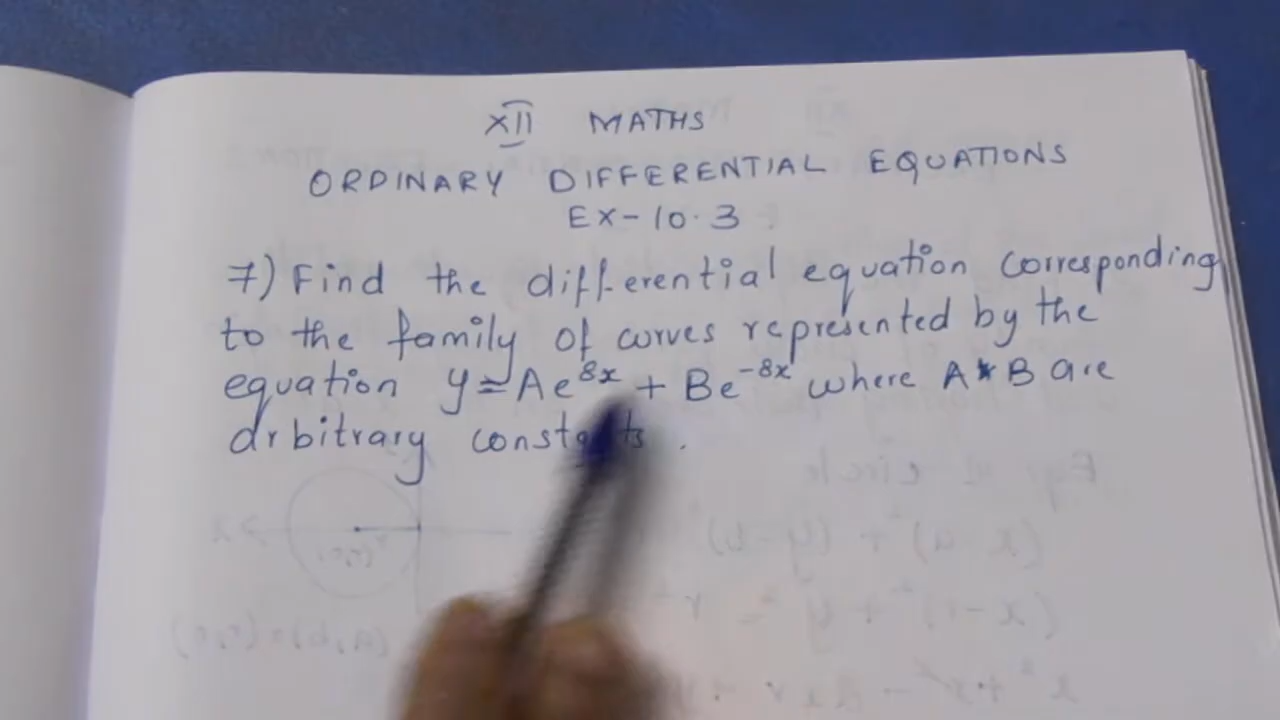 XII MATHS
ORDINARY DIFFERENTIAL EQUATIONS
EX-10.3
7) Find the differential equation corresponding
to the family of curves represented by the
equation y = Ae^{8x} + Be^{-8x} where A & B are
arbitrary constants.